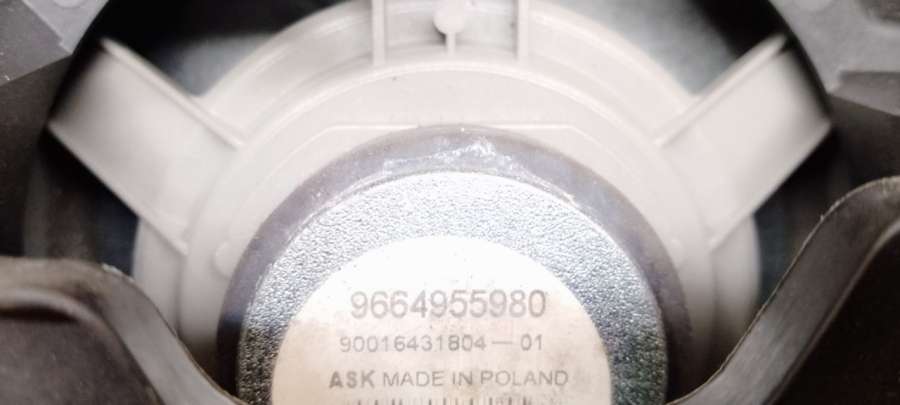 9664955980
90016431804-01
ASK MADE IN POLAND